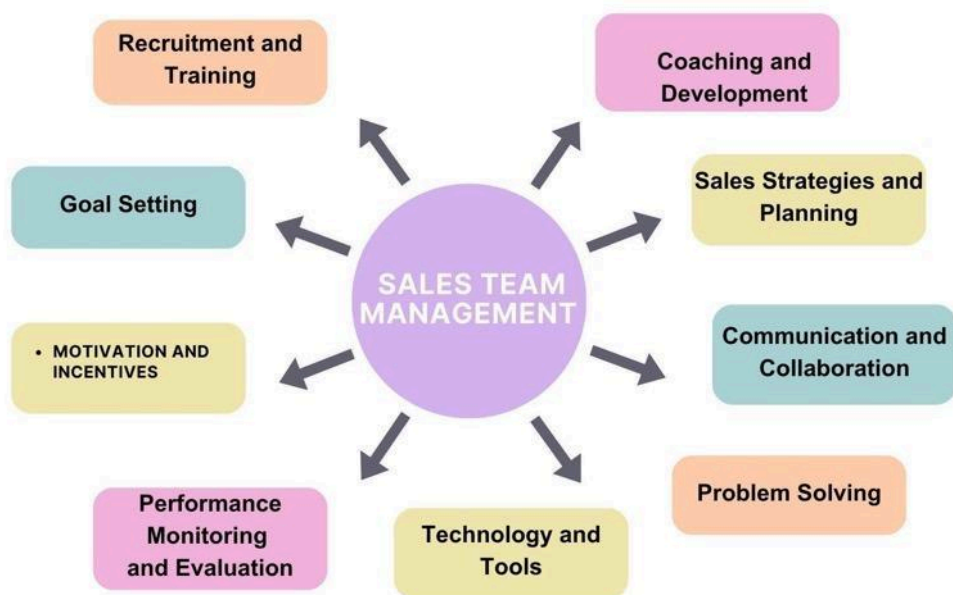 Recruitment and
Training
Coaching and
Development
Goal Setting
Sales Strategies and
Planning
SALES TEAM
MANAGEMENT
• MOTIVATION AND
INCENTIVES
Communication and
Collaboration
Performance
Monitoring
and Evaluation
Technology and
Tools
Problem Solving